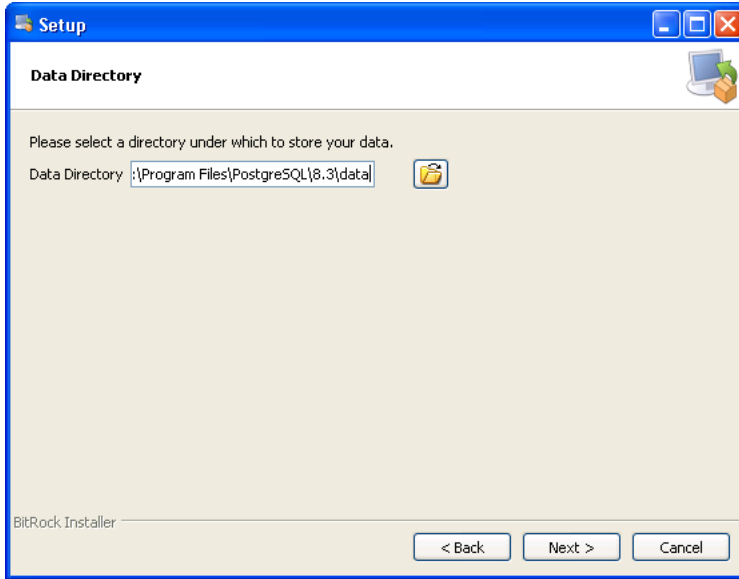 Setup
Data Directory
Please select a directory under which to store your data.
Data Directory :\Program Files\PostgreSQL\8.3\data
BitRock Installer
< Back Next > Cancel